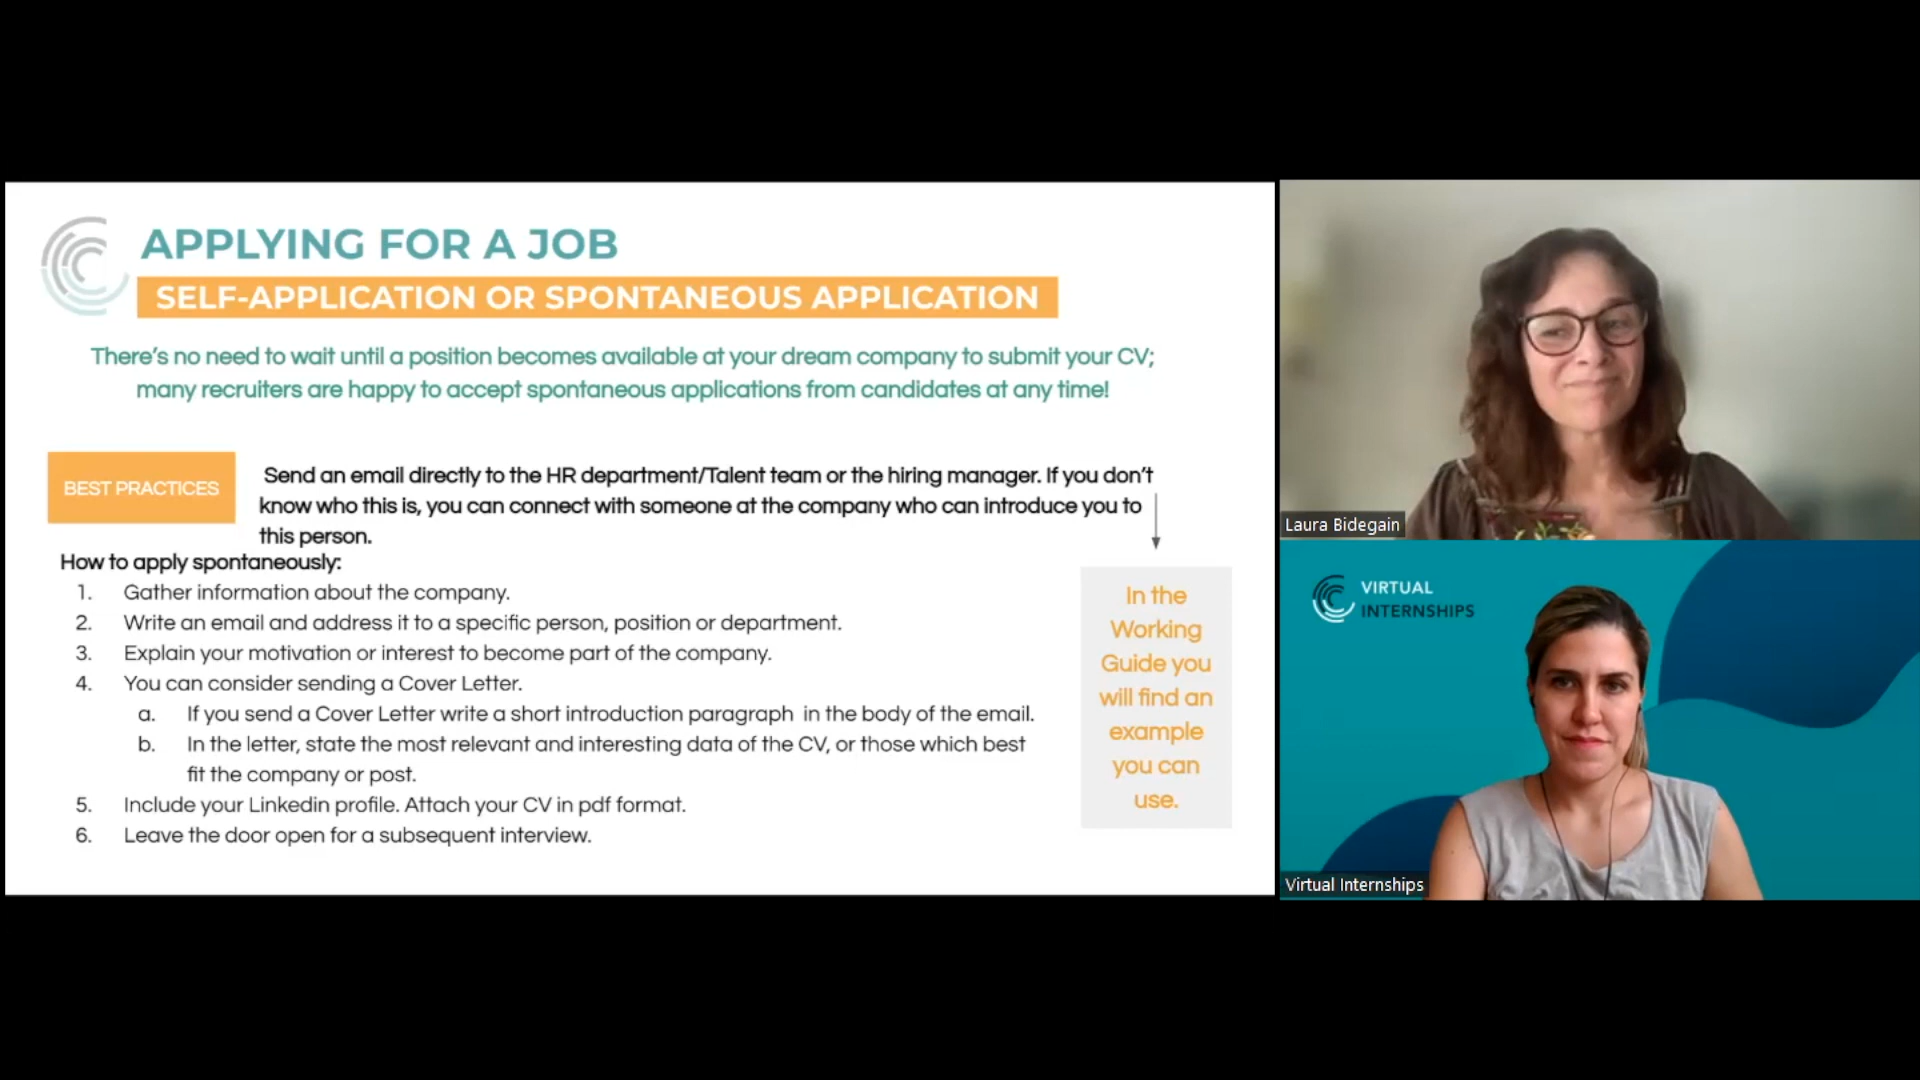 APPLYING FOR A JOB
SELF-APPLICATION OR SPONTANEOUS APPLICATION
There's no need to wait until a position becomes available at your dream company to submit your CV;
many recruiters are happy to accept spontaneous applications from candidates at any time!
BEST PRACTICES
Send an email directly to the HR department/Talent team or the hiring manager. If you don't
know who this is, you can connect with someone at the company who can introduce you to
this person.
How to apply spontaneously:
1. Gather information about the company.
2. Write an email and address it to a specific person, position or department.
3. Explain your motivation or interest to become part of the company.
4. You can consider sending a Cover Letter.
a. If you send a Cover Letter write a short introduction paragraph in the body of the email.
b. In the letter, state the most relevant and interesting data of the CV, or those which best
fit the company or post.
5. Include your Linkedin profile. Attach your CV in pdf format.
6. Leave the door open for a subsequent interview.
In the
Working
Guide you
will find an
example
you can
use.
Laura Bidegain
VIRTUAL
INTERNSHIPS
Virtual Internships